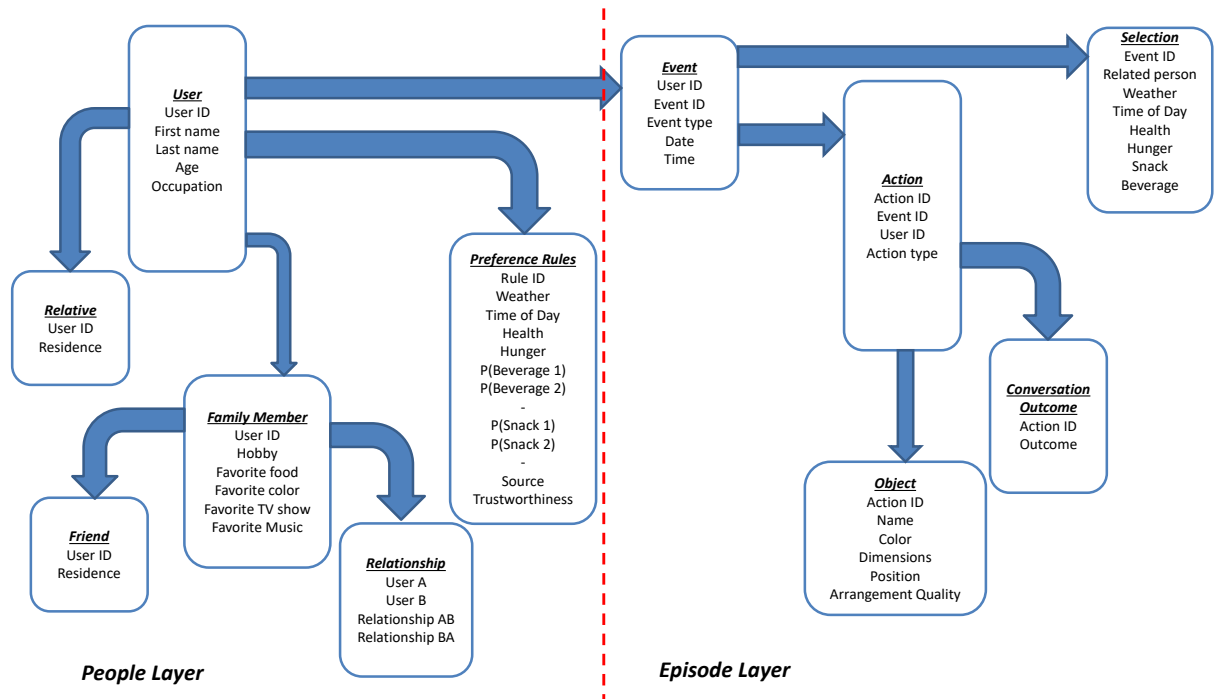 User
User ID
First name
Last name
Age
Occupation
Relative
User ID
Residence
Family Member
User ID
Hobby
Favorite food
Favorite color
Favorite TV show
Favorite Music
Friend
User ID
Residence
Relationship
User A
User B
Relationship AB
Relationship BA
Preference Rules
Rule ID
Weather
Time of Day
Health
Hunger
P(Beverage 1)
P(Beverage 2)
-
P(Snack 1)
P(Snack 2)
-
Source
Trustworthiness
People Layer
Event
User ID
Event ID
Event type
Date
Time
Selection
Event ID
Related person
Weather
Time of Day
Health
Hunger
Snack
Beverage
Action
Action ID
Event ID
User ID
Action type
Conversation
Outcome
Action ID
Outcome
Object
Action ID
Name
Color
Dimensions
Position
Arrangement Quality
Episode Layer